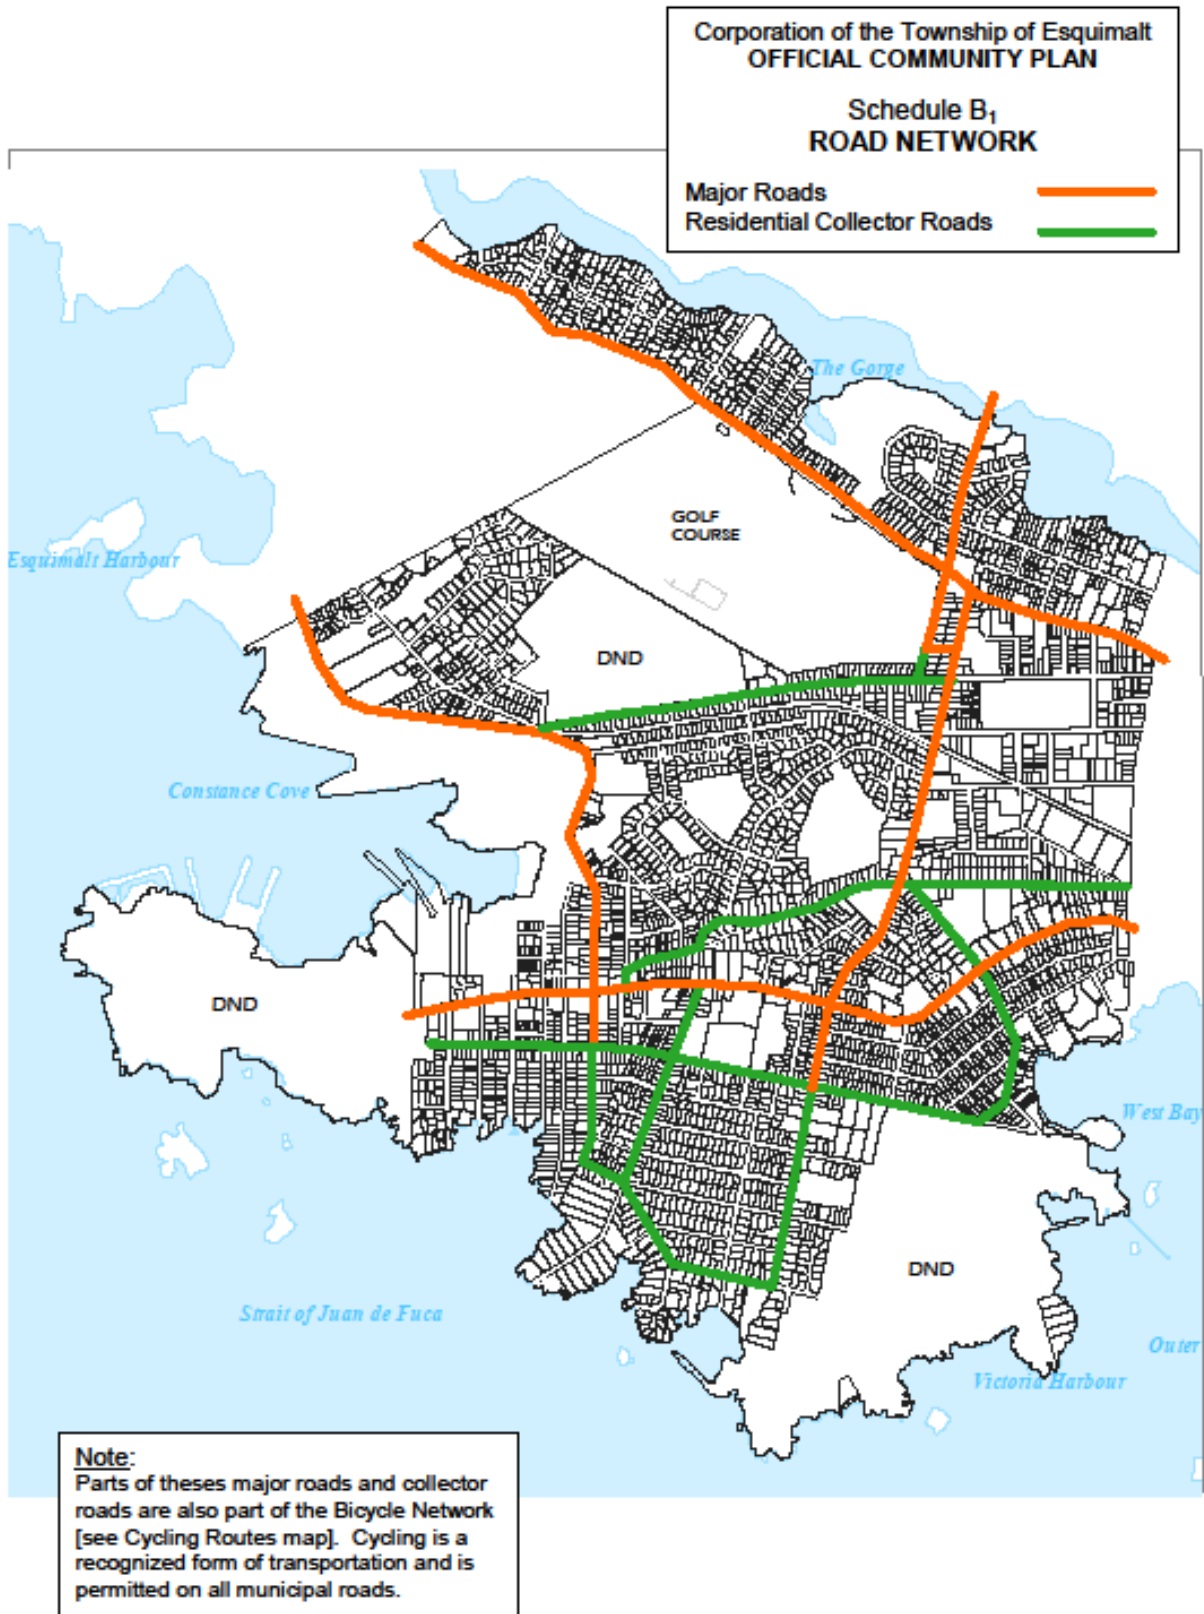 Corporation of the Township of Esquimalt
OFFICIAL COMMUNITY PLAN
Schedule B1
ROAD NETWORK
Major Roads
Residential Collector Roads
The Gorge
GOLF
COURSE
Esquimalt Harbour
DND
Constance Cove
DND
West Bay
DND
Strait of Juan de Fuca
Outer
Victoria Harbour
Note:
Parts of theses major roads and collector
roads are also part of the Bicycle Network
[see Cycling Routes map]. Cycling is a
recognized form of transportation and is
permitted on all municipal roads.